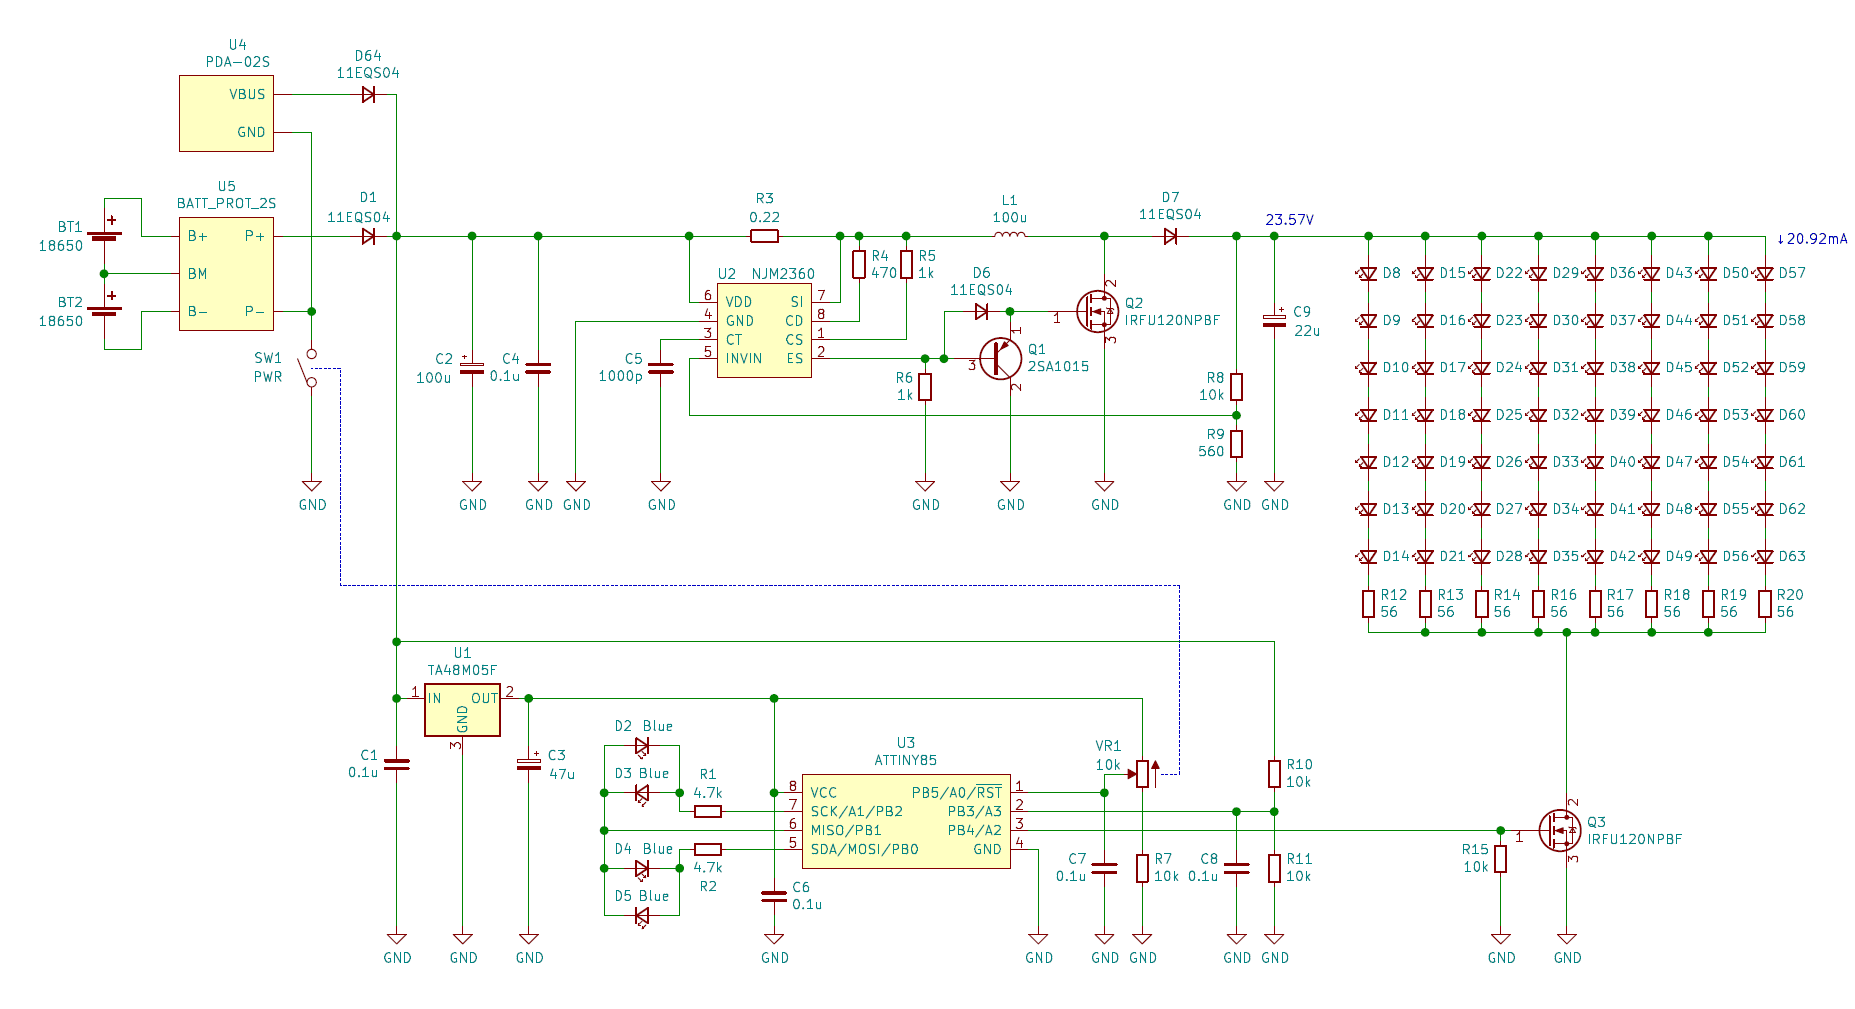 U4
PDA-02S
VBUS
GND
D64
11EQS04
U5
BATT_PROT_2S
B+ P+
BM
B- P-
BT1
18650
BT2
18650
+
+
D1
11EQS04
SW1
PWR
GND
C2
100u
+
GND
C4
0.1u
GND
GND
C5
1000p
GND
R3
0.22
U2 NJM2360
6 VDD SI 7
4 GND CD 8
3 CT CS 1
5 INVIN ES 2
R4
470
R5
1k
L1
100u
D6
11EQS04
R6
1k
GND
Q1
2SA1015
1
3
2
GND
Q2
IRFU120NPBF
2
1
3
GND
D7
11EQS04
23.57V
R8
10k
R9
560
GND
C9
22u
+
GND
↓20.92mA
D8 D15 D22 D29 D36 D43 D50 D57
D9 D16 D23 D30 D37 D44 D51 D58
D10 D17 D24 D31 D38 D45 D52 D59
D11 D18 D25 D32 D39 D46 D53 D60
D12 D19 D26 D33 D40 D47 D54 D61
D13 D20 D27 D34 D41 D48 D55 D62
D14 D21 D28 D35 D42 D49 D56 D63
R12 R13 R14 R16 R17 R18 R19 R20
56 56 56 56 56 56 56 56
U1
TA48M05F
1 IN OUT 2
GND
3
C1
0.1u
GND
GND
C3
47u
+
GND
D2 Blue
D3 Blue
D4 Blue
D5 Blue
R1
4.7k
4.7k
R2
U3
ATTINY85
8 VCC PB5/A0/RST 1
7 SCK/A1/PB2 PB3/A3 2
6 MISO/PB1 PB4/A2 3
5 SDA/MOSI/PB0 GND 4
C6
0.1u
GND
GND
VR1
10k
C7
0.1u
GND
R7
10k
GND
C8
0.1u
GND
R10
10k
R11
10k
GND
R15
10k
GND
Q3
IRFU120NPBF
2
1
3
GND